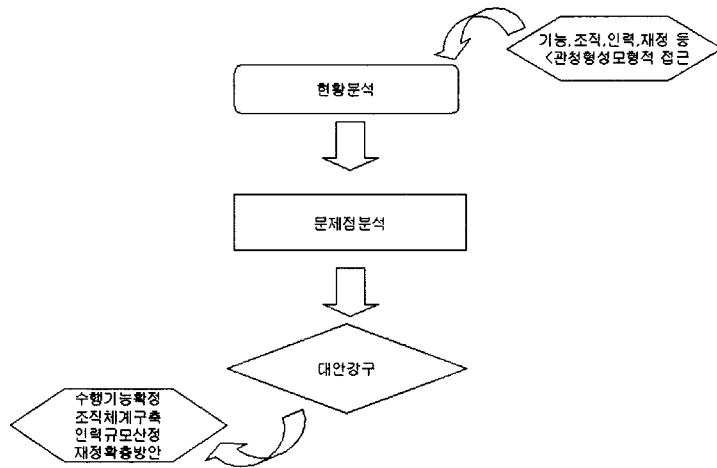 기능,조직,인력,재정 등
<관청형성모형적 접근
현황분석
문제점분석
대안강구
수행기능확정
조직체계구축
인력규모산정
재정확충방안